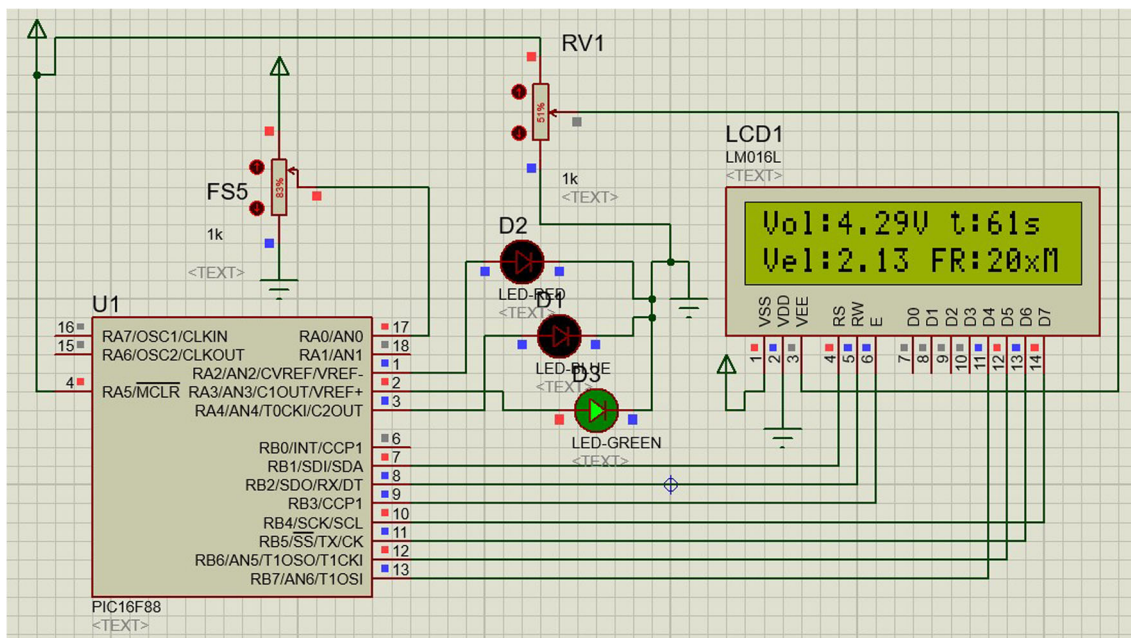 RV1
51%
1k
<TEXT>
FS5
83%
1k
<TEXT>
LCD1
LM016L
<TEXT>
Vol:4.29V t:61s
Vel:2.13 FR:20xM
VSS VDD VEE RS RW E D0 D1 D2 D3 D4 D5 D6 D7
1 2 3 4 5 6 7 8 9 10 11 12 13 14
D2
LED-RED
<TEXT>
D1
LED-BLUE
<TEXT>
D3
LED-GREEN
<TEXT>
U1
16 RA7/OSC1/CLKIN RA0/AN0 17
15 RA6/OSC2/CLKOUT RA1/AN1 18
RA2/AN2/CVREF/VREF- 1
4 RA5/MCLR RA3/AN3/C1OUT/VREF+ 2
RA4/AN4/T0CKI/C2OUT 3
RB0/INT/CCP1 6
RB1/SDI/SDA 7
RB2/SDO/RX/DT 8
RB3/CCP1 9
RB4/SCK/SCL 10
RB5/SS/TX/CK 11
RB6/AN5/T1OSO/T1CKI 12
RB7/AN6/T1OSI 13
PIC16F88
<TEXT>